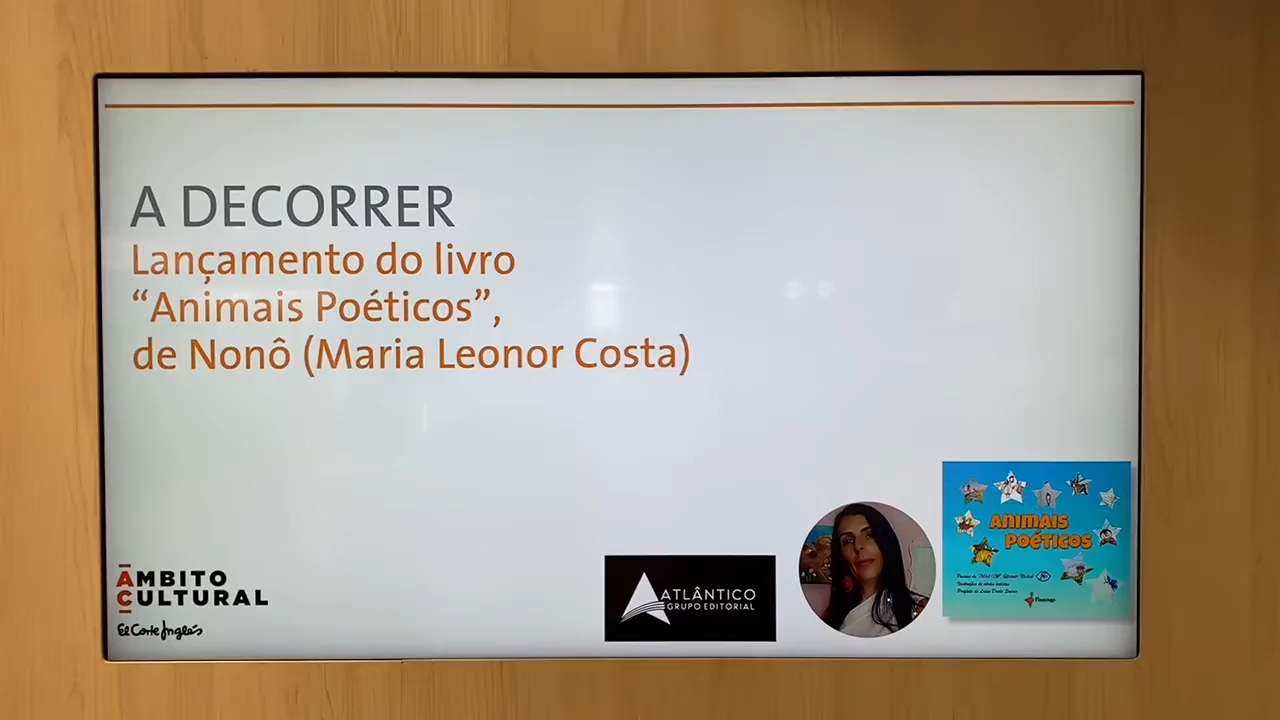 A DECORRER
Lançamento do livro
“Animais Poéticos”,
de Nonô (Maria Leonor Costa)
ÂMBITO
CULTURAL
El Corte Inglés
ATLÂNTICO
GRUPO EDITORIAL
ANIMAIS
POÉTICOS
Flamingo